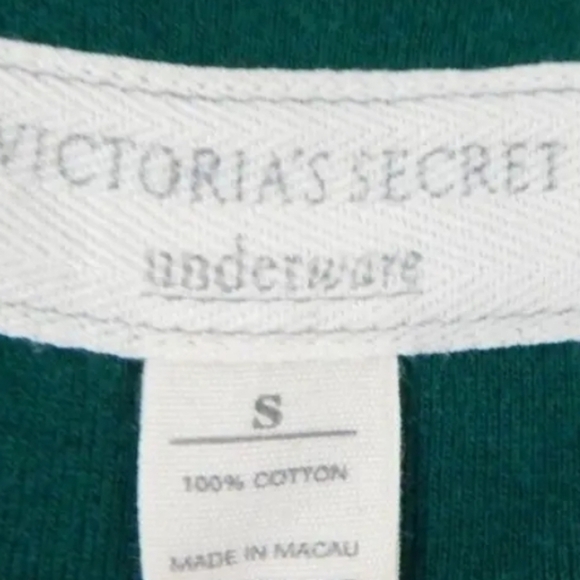 VICTORIA'S SECRET
underware
S
100% COTTON
MADE IN MACAU